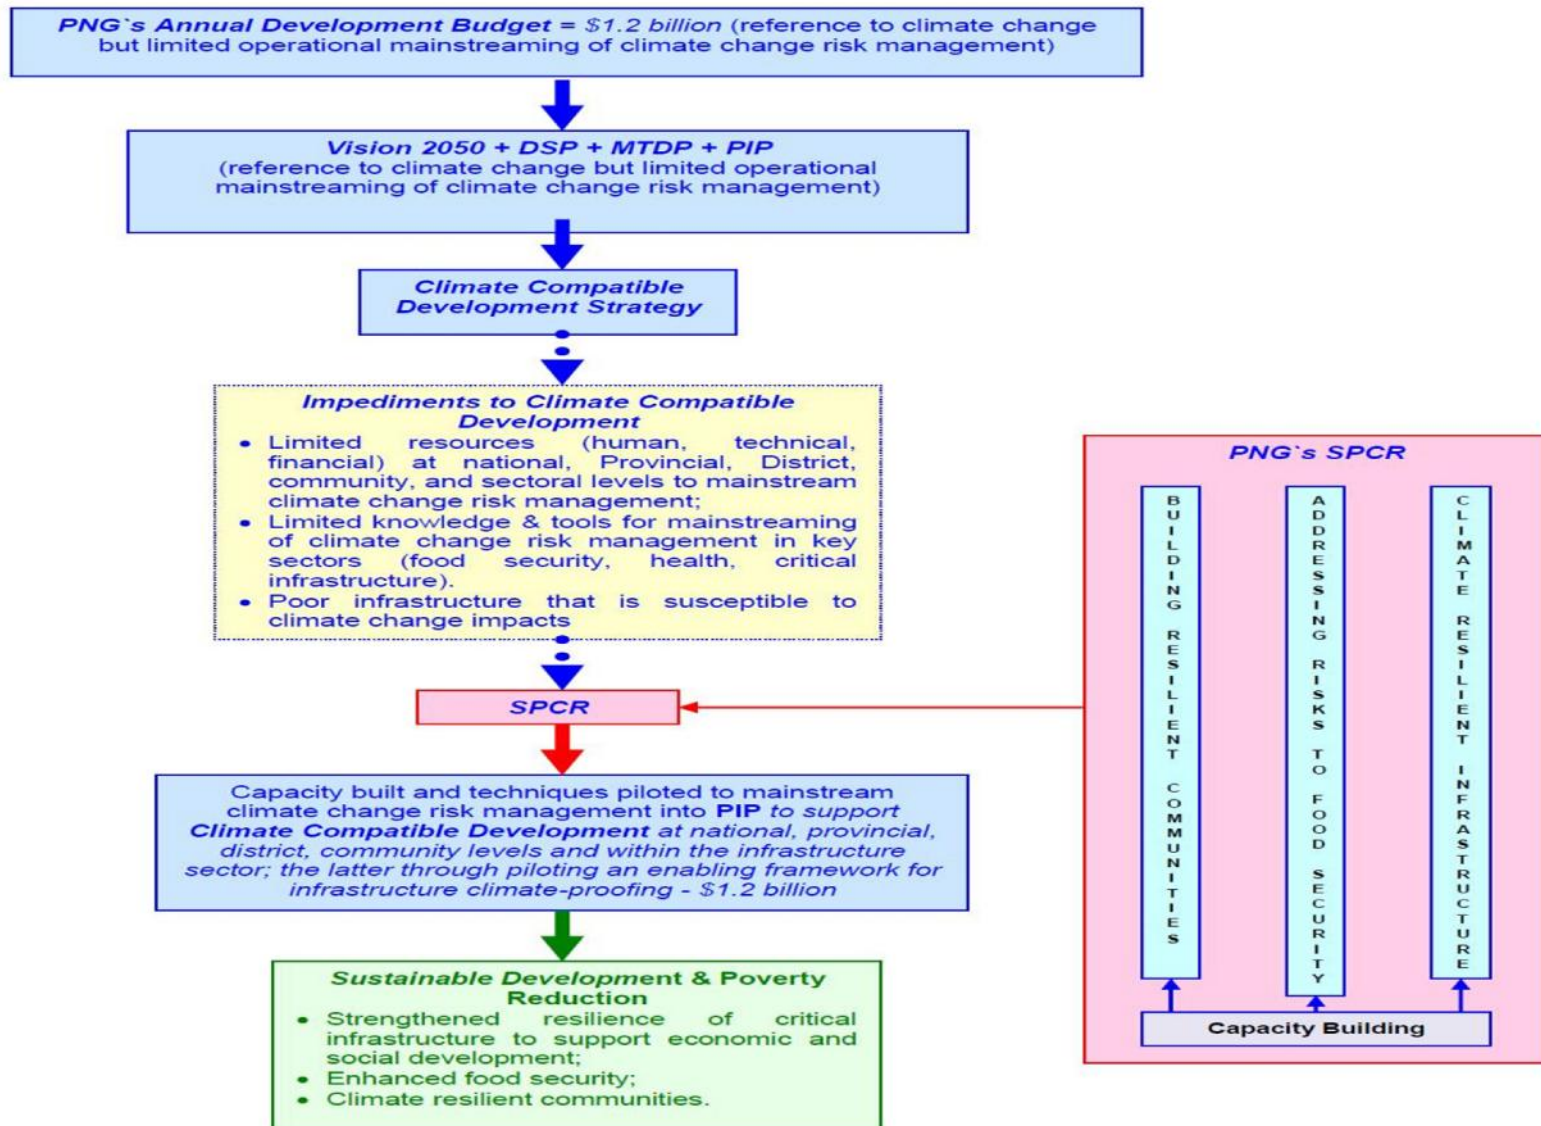 PNG`s Annual Development Budget = $1.2 billion (reference to climate change
but limited operational mainstreaming of climate change risk management)
Vision 2050 + DSP + MTDP + PIP
(reference to climate change but limited operational
mainstreaming of climate change risk management)
Climate Compatible
Development Strategy
Impediments to Climate Compatible
Development
• Limited resources (human, technical,
financial) at national, Provincial, District,
community, and sectoral levels to mainstream
climate change risk management;
• Limited knowledge & tools for mainstreaming
of climate change risk management in key
sectors (food security, health, critical
infrastructure).
• Poor infrastructure that is susceptible to
climate change impacts
SPCR
Capacity built and techniques piloted to mainstream
climate change risk management into PIP to support
Climate Compatible Development at national, provincial,
district, community levels and within the infrastructure
sector; the latter through piloting an enabling framework for
infrastructure climate-proofing - $1.2 billion
Sustainable Development & Poverty
Reduction
• Strengthened resilience of critical
infrastructure to support economic and
social development;
• Enhanced food security;
• Climate resilient communities.
PNG`s SPCR
BUILDING RESILIENT COMMUNITIES
ADDRESSING RISKS TO FOOD SECURITY
CLIMATE RESILIENT INFRASTRUCTURE
Capacity Building